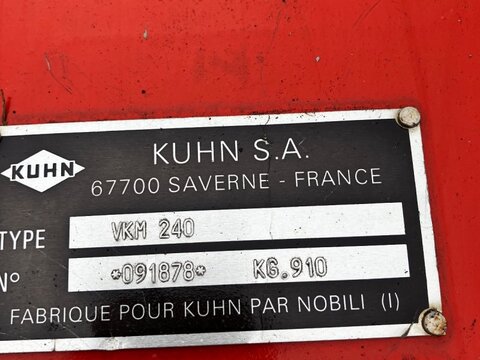 KUHN
KUHN S.A.
67700 SAVERNE - FRANCE
TYPE VKM 240
N° *091878* KG.910
FABRIQUE POUR KUHN PAR NOBILI (I)